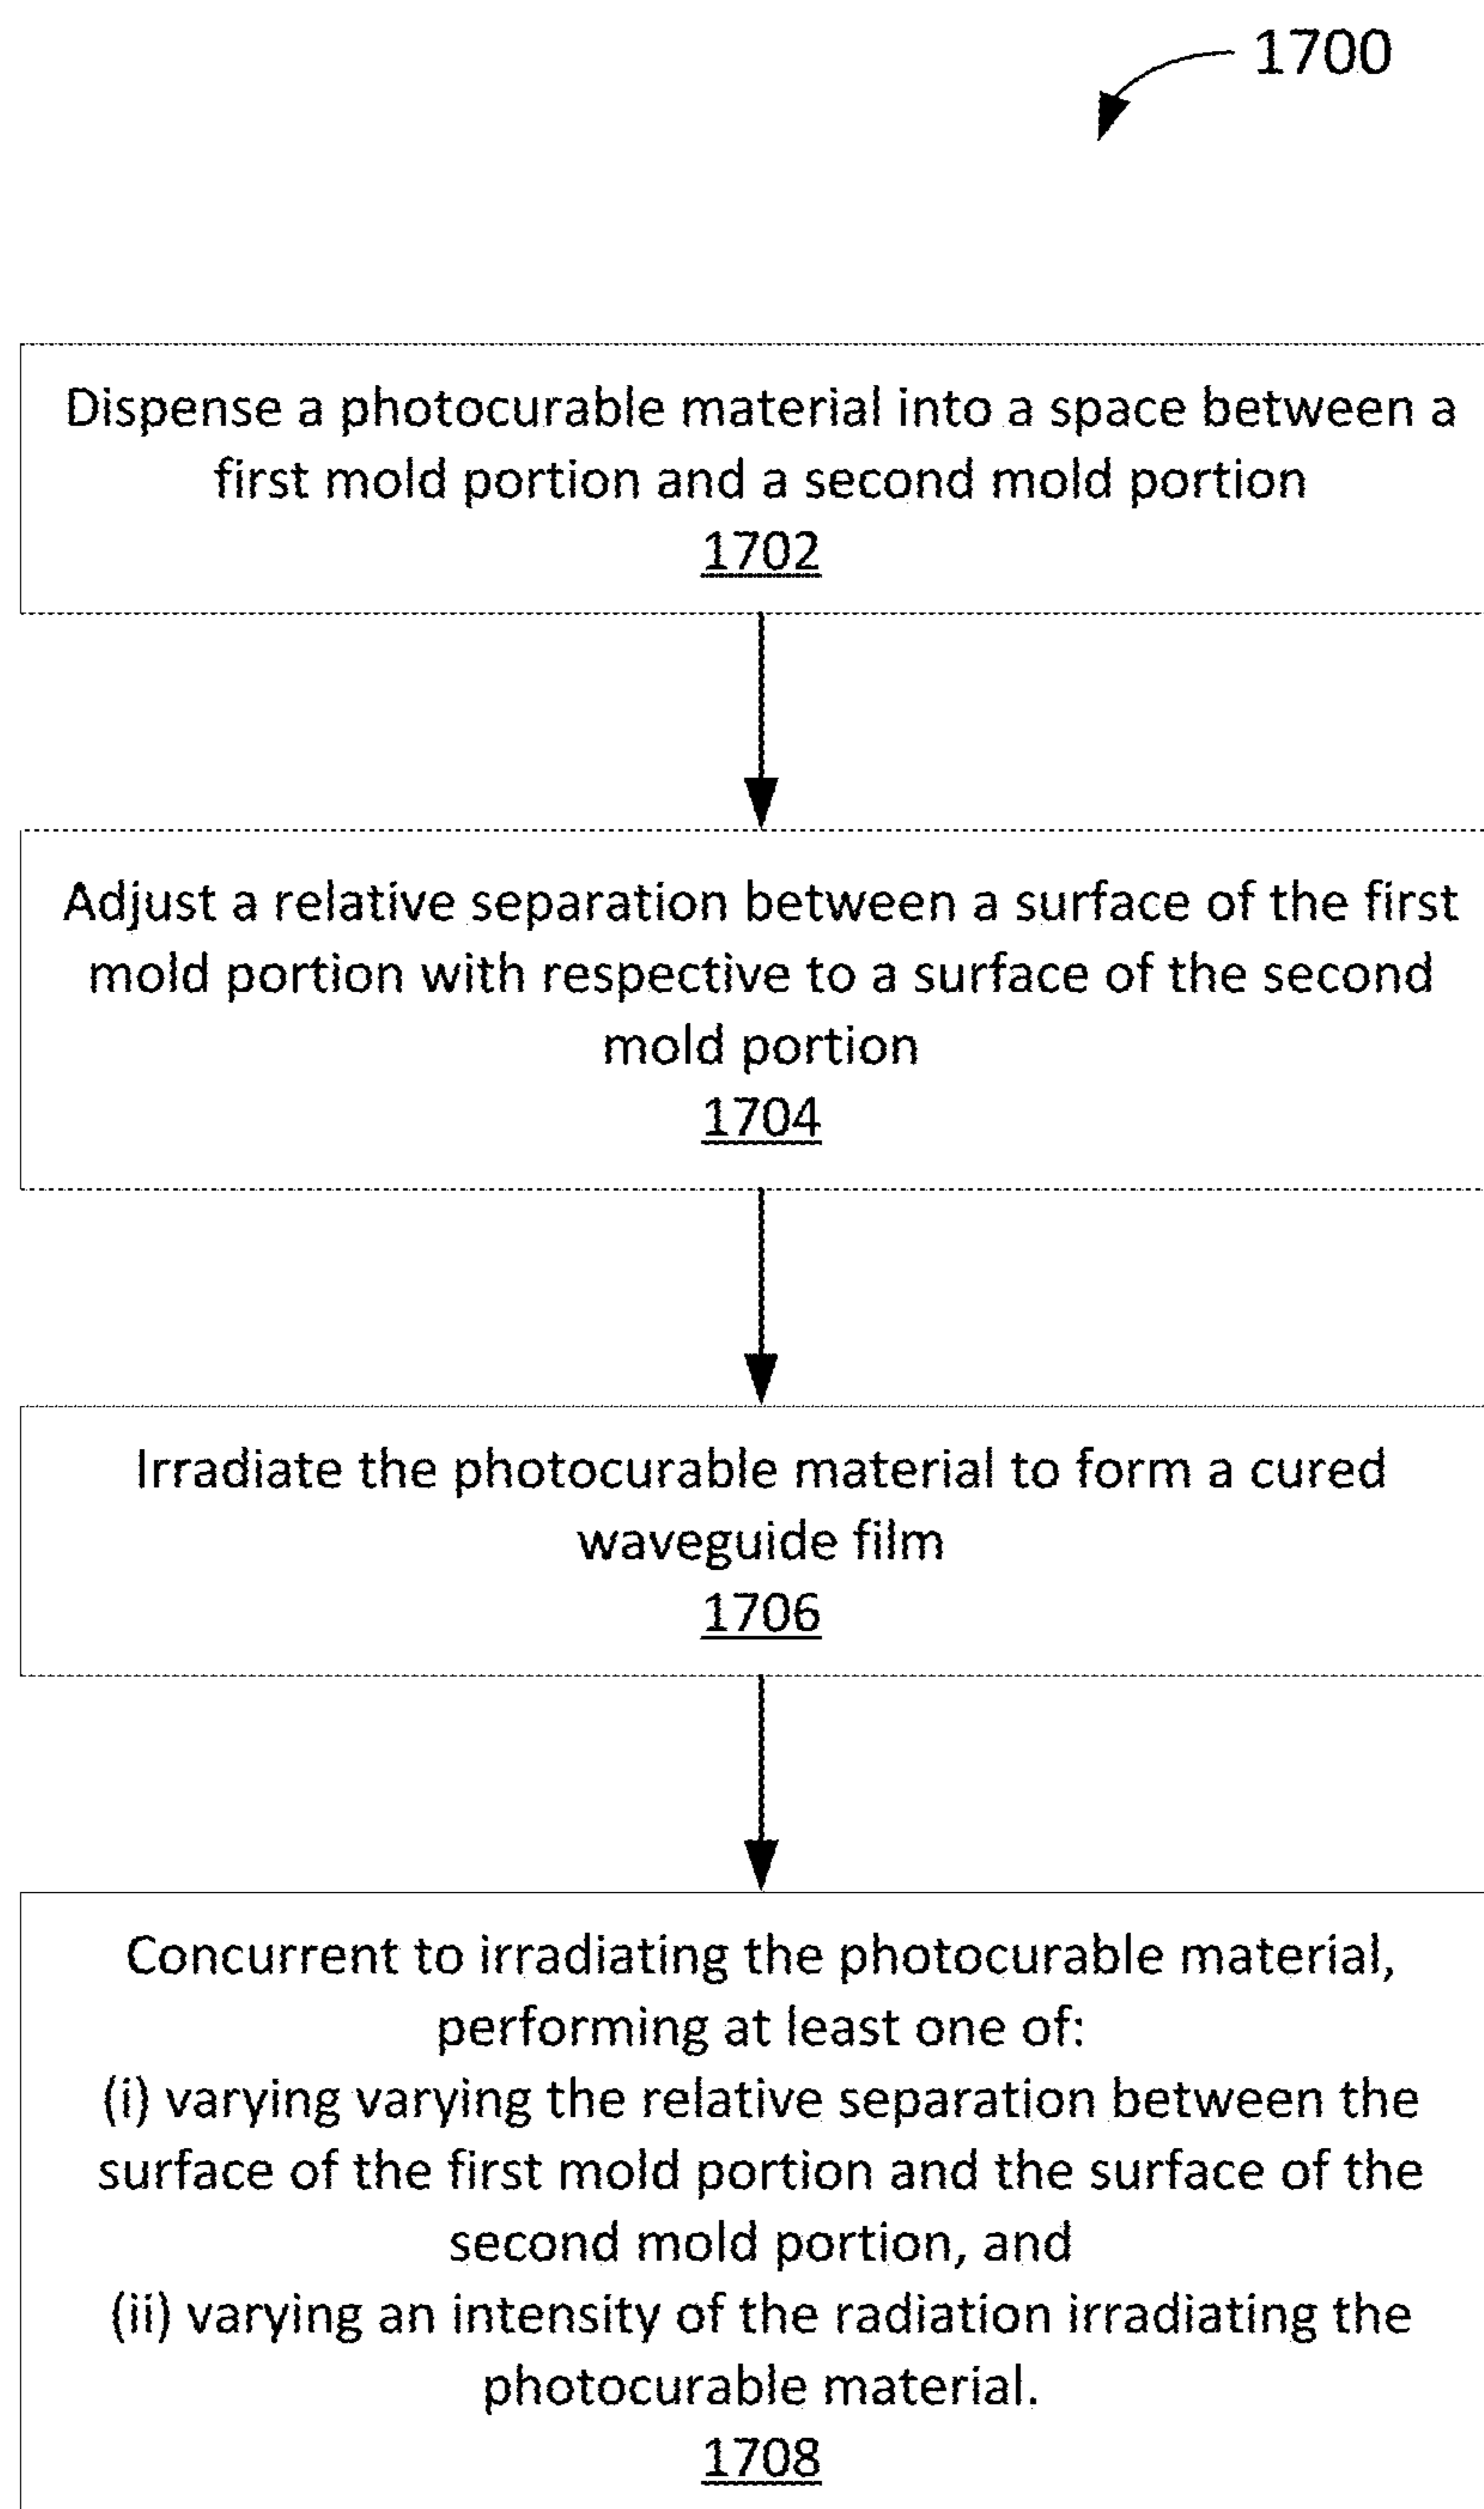 1700
Dispense a photocurable material into a space between a
first mold portion and a second mold portion
1702
Adjust a relative separation between a surface of the first
mold portion with respective to a surface of the second
mold portion
1704
Irradiate the photocurable material to form a cured
waveguide film
1706
Concurrent to irradiating the photocurable material,
performing at least one of:
(i) varying varying the relative separation between the
surface of the first mold portion and the surface of the
second mold portion, and
(ii) varying an intensity of the radiation irradiating the
photocurable material.
1708